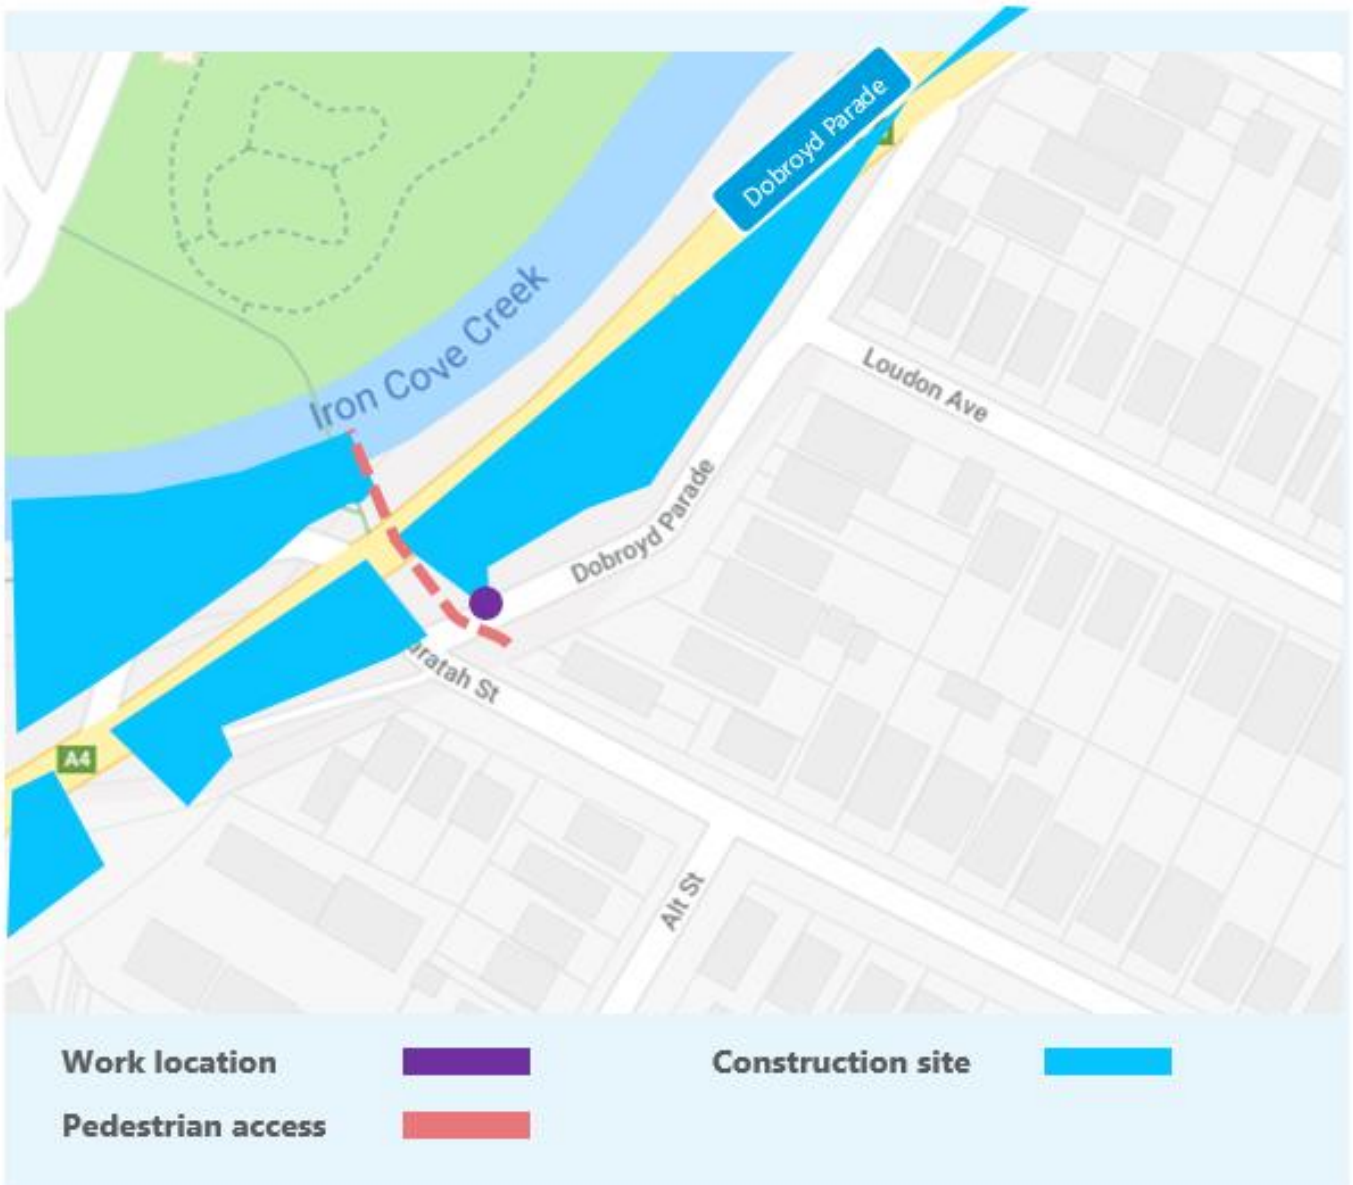 Dobroyd Parade
Iron Cove Creek
Loudon Ave
Dobroyd Parade
ratah St
A4
Alt St
Work location
Construction site
Pedestrian access